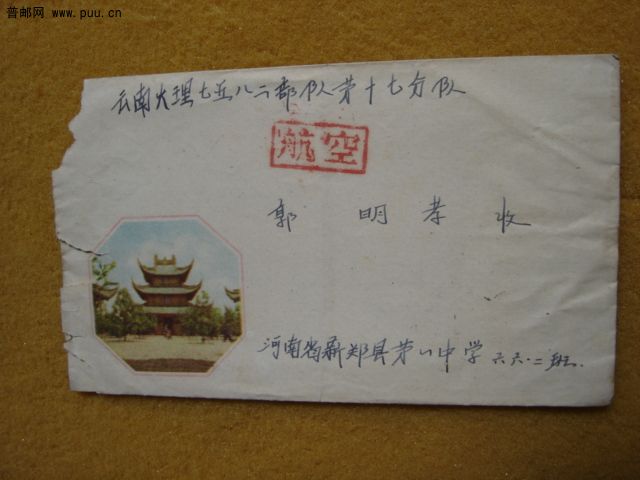 普邮网 www.puu.cn
云南大理七五八二部队第十七分队
航空
郭明孝收
河南省新郑县第一中学六六.二班